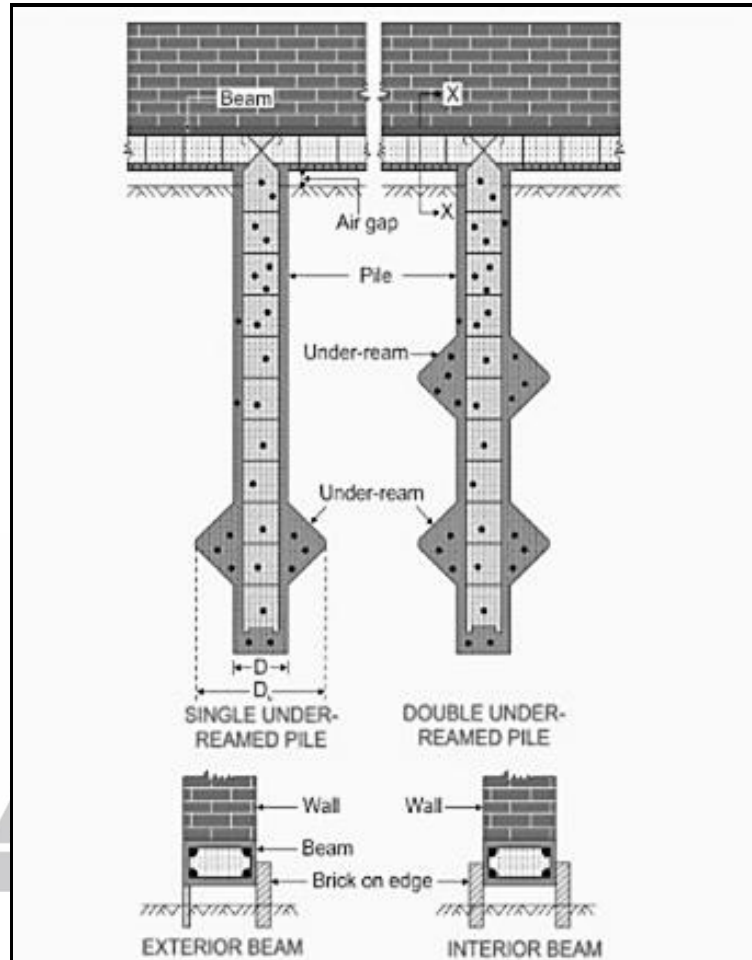 Beam
X
Air gap
X
Pile
Under-ream
Under-ream
D
D
SINGLE UNDER-
REAMED PILE
DOUBLE UNDER-
REAMED PILE
Wall
Wall
Beam
Brick on edge
EXTERIOR BEAM
INTERIOR BEAM